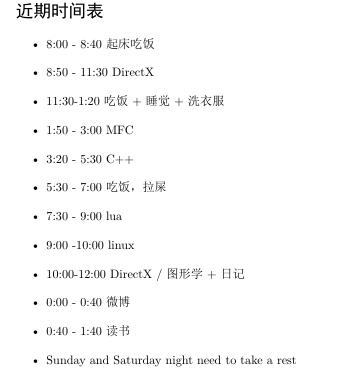 近期时间表
• 8:00 - 8:40 起床吃饭
• 8:50 - 11:30 DirectX
• 11:30-1:20 吃饭 + 睡觉 + 洗衣服
• 1:50 - 3:00 MFC
• 3:20 - 5:30 C++
• 5:30 - 7:00 吃饭，拉屎
• 7:30 - 9:00 lua
• 9:00 -10:00 linux
• 10:00-12:00 DirectX / 图形学 + 日记
• 0:00 - 0:40 微博
• 0:40 - 1:40 读书
• Sunday and Saturday night need to take a rest